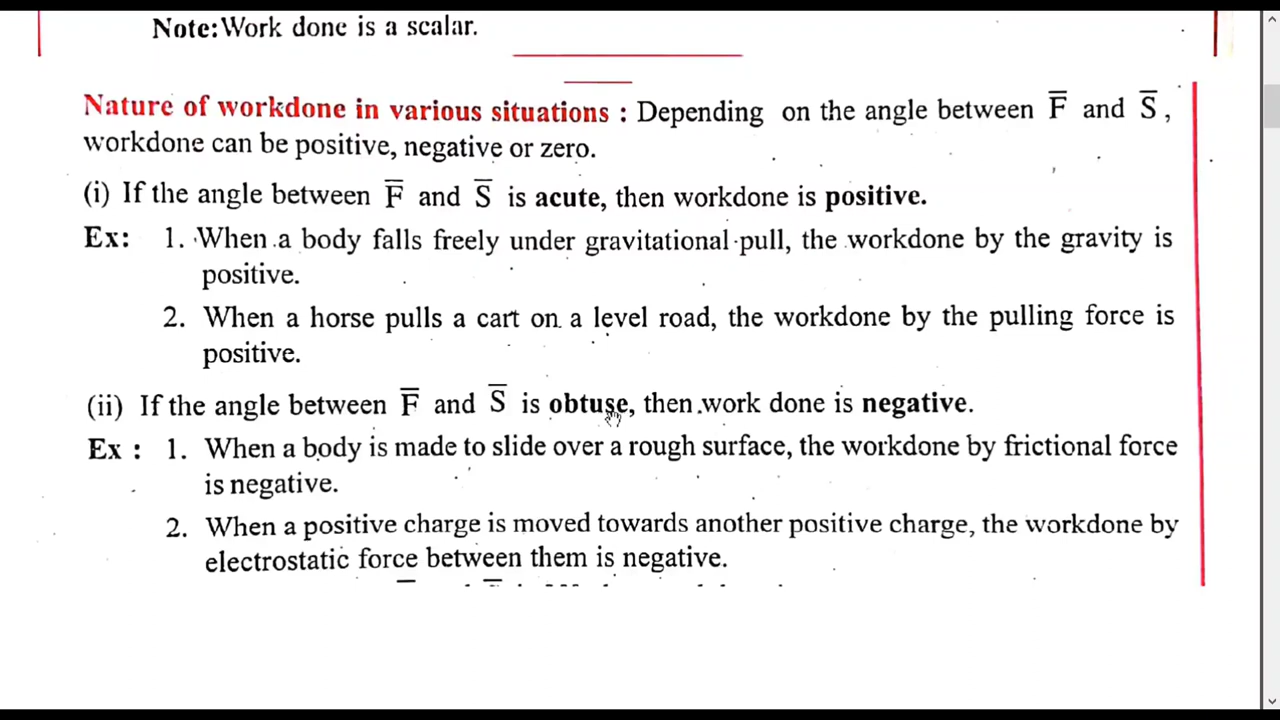 Note: Work done is a scalar.
Nature of workdone in various situations : Depending on the angle between F̅ and S̅,
workdone can be positive, negative or zero.
(i) If the angle between F̅ and S̅ is acute, then workdone is positive.
Ex: 1. When a body falls freely under gravitational pull, the workdone by the gravity is
positive.
2. When a horse pulls a cart on a level road, the workdone by the pulling force is
positive.
(ii) If the angle between F̅ and S̅ is obtuse, then work done is negative.
Ex : 1. When a body is made to slide over a rough surface, the workdone by frictional force
is negative.
2. When a positive charge is moved towards another positive charge, the workdone by
electrostatic force between them is negative.